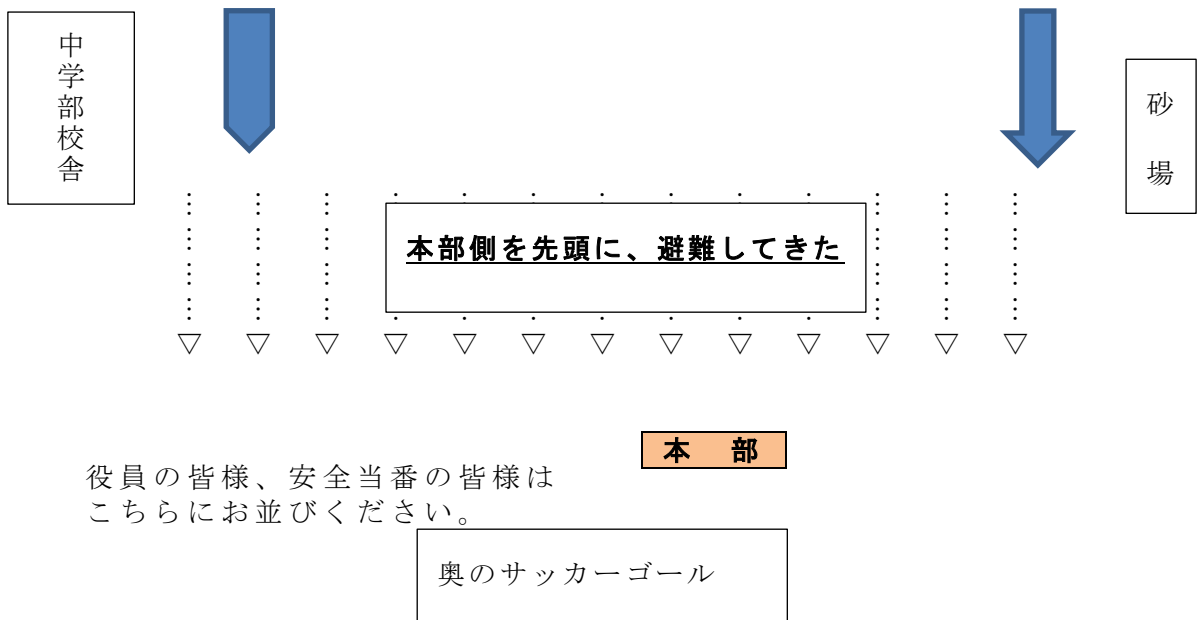 中学部校舎
砂場
本部側を先頭に、避難してきた
本部
役員の皆様、安全当番の皆様は
こちらにお並びください。
奥のサッカーゴール